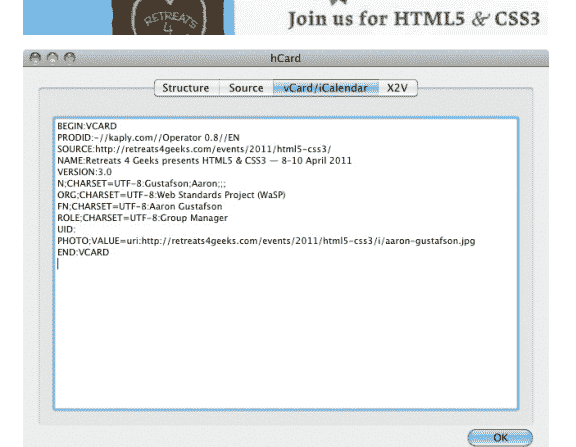 RETREATS
4
Join us for HTML5 & CSS3
hCard
Structure Source vCard/iCalendar X2V
BEGIN:VCARD
PRODID:-//kaply.com//Operator 0.8//EN
SOURCE:http://retreats4geeks.com/events/2011/html5-css3/
NAME:Retreats 4 Geeks presents HTML5 & CSS3 — 8-10 April 2011
VERSION:3.0
N;CHARSET=UTF-8:Gustafson;Aaron;;;
ORG;CHARSET=UTF-8:Web Standards Project (WaSP)
FN;CHARSET=UTF-8:Aaron Gustafson
ROLE;CHARSET=UTF-8:Group Manager
UID:
PHOTO;VALUE=uri:http://retreats4geeks.com/events/2011/html5-css3/i/aaron-gustafson.jpg
END:VCARD
OK